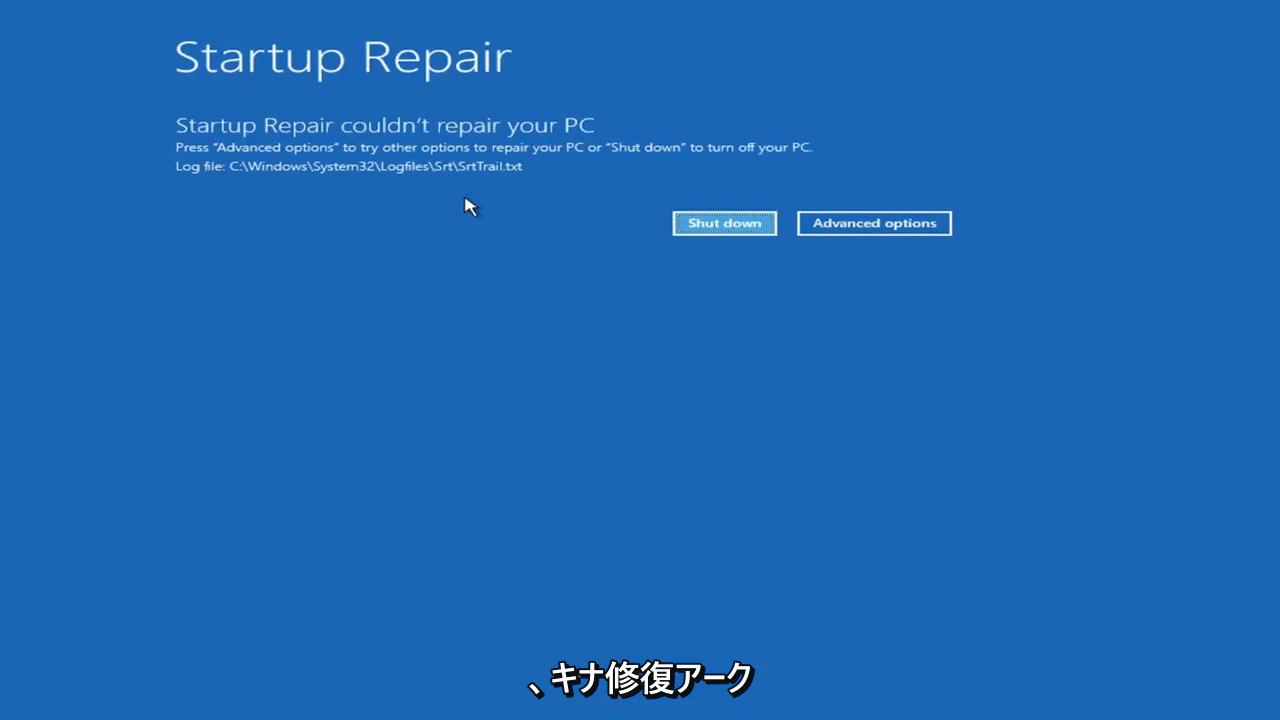 Startup Repair
Startup Repair couldn't repair your PC
Press "Advanced options" to try other options to repair your PC or "Shut down" to turn off your PC.
Log file: C:\Windows\System32\Logfiles\Srt\SrtTrail.txt
Shut down
Advanced options
、キナ修復アーク